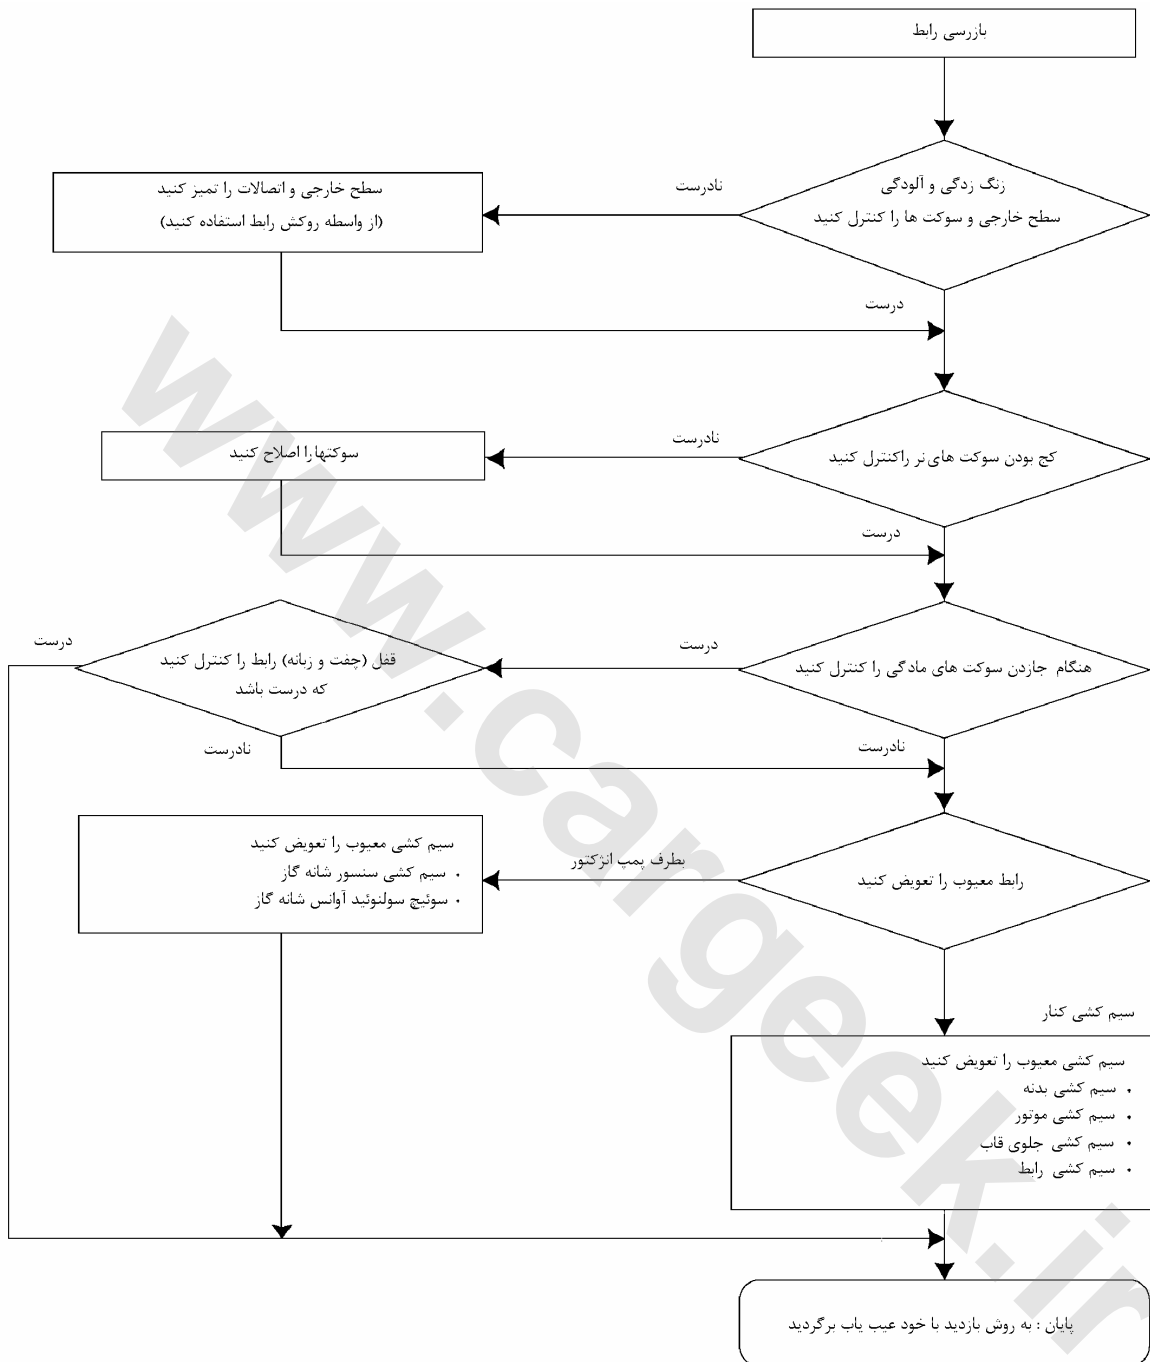 بازرسی رابط
زنگ زدگی و آلودگی
سطح خارجی و سوکت ها را کنترل کنید
نادرست
سطح خارجی و اتصالات را تمیز کنید
(از واسطه روکش رابط استفاده کنید)
درست
کج بودن سوکت های نر راکنترل کنید
نادرست
سوکتهارا اصلاح کنید
درست
هنگام جازدن سوکت های مادگی را کنترل کنید
درست
قفل (چفت و زبانه) رابط را کنترل کنید
که درست باشد
درست
نادرست
نادرست
رابط معیوب را تعویض کنید
بطرف پمپ انژکتور
سیم کشی معیوب را تعویض کنید
• سیم کشی سنسور شانه گاز
• سوئیچ سولنوئید آوانس شانه گاز
سیم کشی کنار
سیم کشی معیوب را تعویض کنید
• سیم کشی بدنه
• سیم کشی موتور
• سیم کشی جلوی قاب
• سیم کشی رابط
پایان : به روش بازدید با خود عیب یاب برگردید
www.cargeek.ir